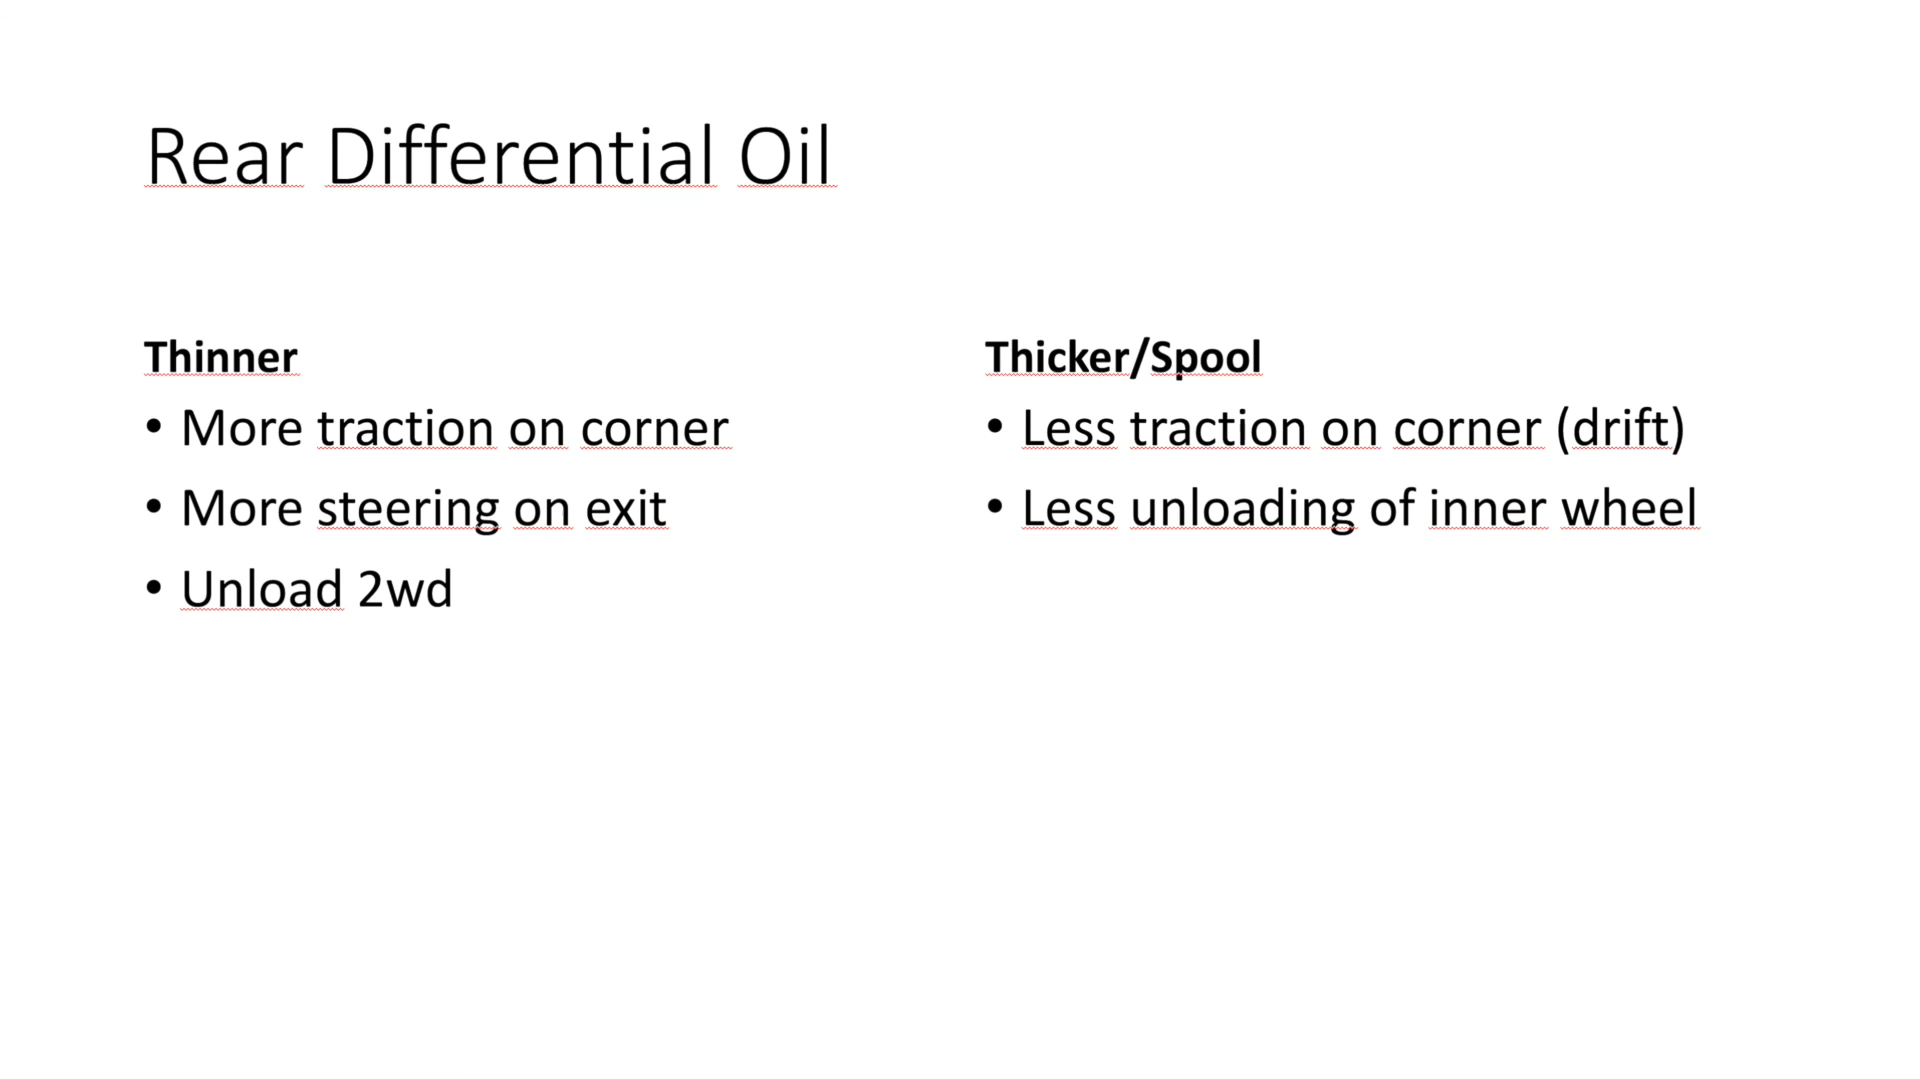 Rear Differential Oil
Thinner
• More traction on corner
• More steering on exit
• Unload 2wd
Thicker/Spool
• Less traction on corner (drift)
• Less unloading of inner wheel